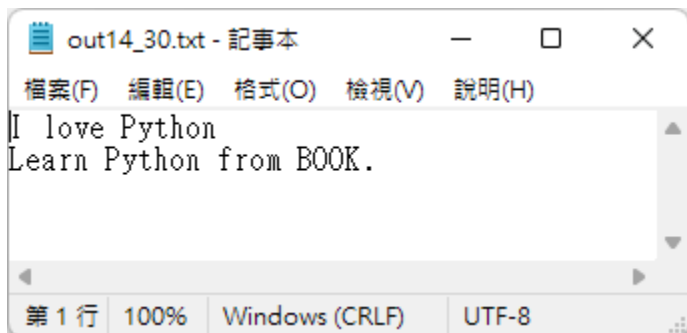 out14_30.txt - 記事本
檔案(F) 編輯(E) 格式(O) 檢視(V) 說明(H)
I love Python
Learn Python from BOOK.
第 1 行 100% Windows (CRLF) UTF-8